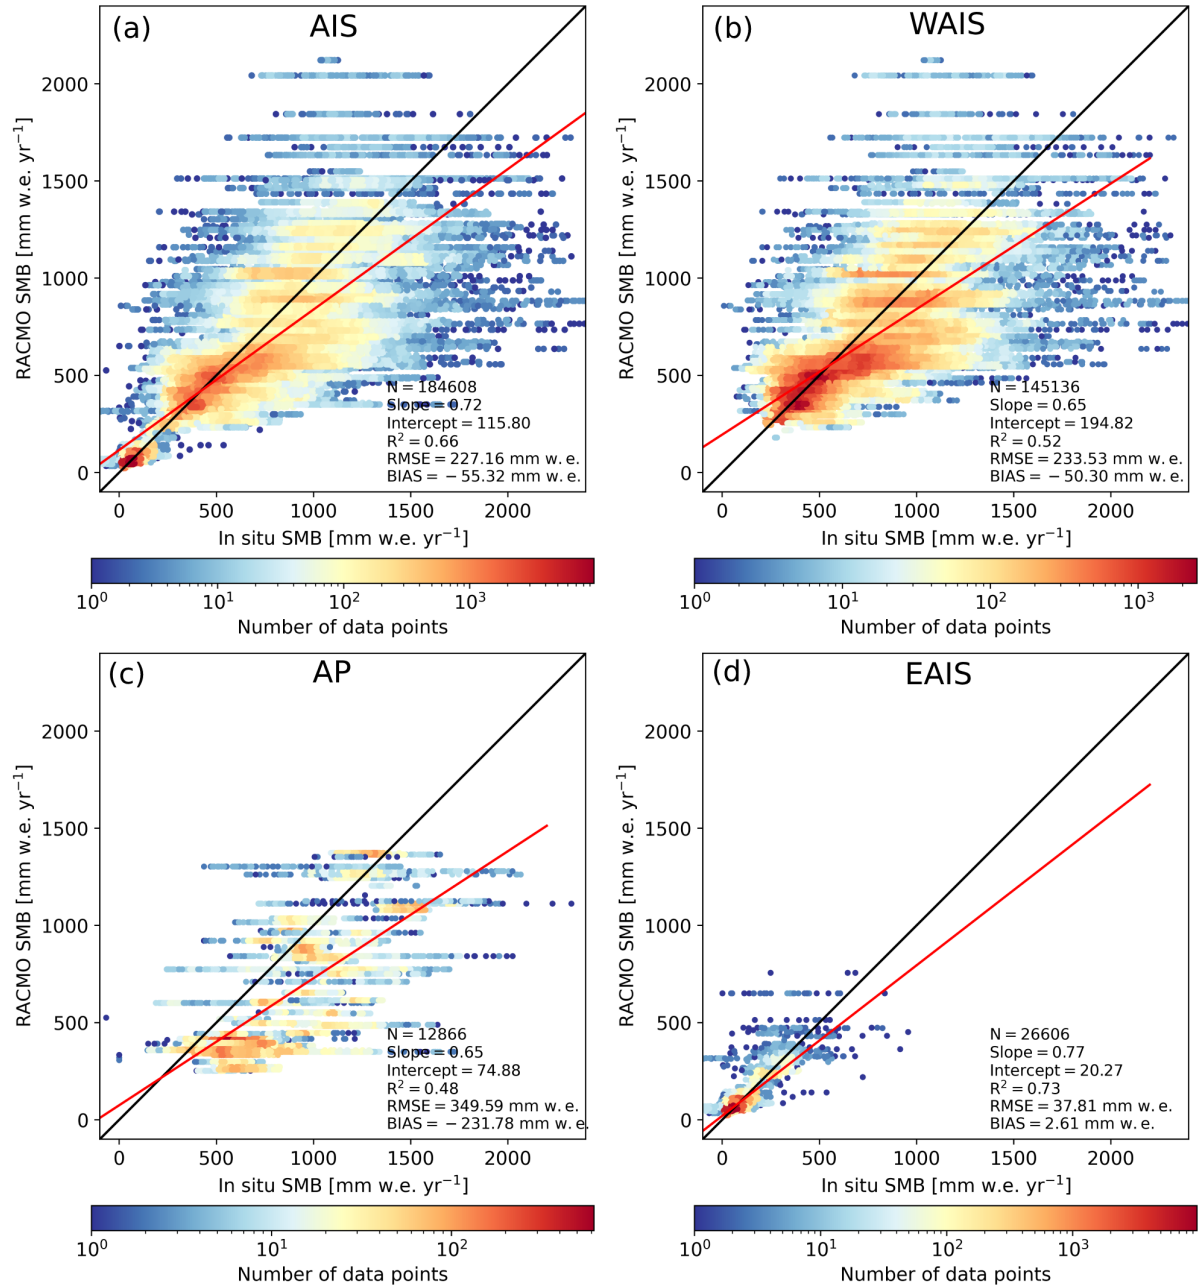 (a) AIS
RACMO SMB [mm w.e. yr⁻¹]
2000
1500
1000
500
0
N = 184608
Slope = 0.72
Intercept = 115.80
R² = 0.66
RMSE = 227.16 mm w. e.
BIAS = − 55.32 mm w. e.
0 500 1000 1500 2000
In situ SMB [mm w.e. yr⁻¹]
10⁰ 10¹ 10² 10³
Number of data points
(b) WAIS
RACMO SMB [mm w.e. yr⁻¹]
2000
1500
1000
500
0
N = 145136
Slope = 0.65
Intercept = 194.82
R² = 0.52
RMSE = 233.53 mm w. e.
BIAS = − 50.30 mm w. e.
0 500 1000 1500 2000
In situ SMB [mm w.e. yr⁻¹]
10⁰ 10¹ 10² 10³
Number of data points
(c) AP
RACMO SMB [mm w.e. yr⁻¹]
2000
1500
1000
500
0
N = 12866
Slope = 0.65
Intercept = 74.88
R² = 0.48
RMSE = 349.59 mm w. e.
BIAS = − 231.78 mm w. e.
0 500 1000 1500 2000
In situ SMB [mm w.e. yr⁻¹]
10⁰ 10¹ 10²
Number of data points
(d) EAIS
RACMO SMB [mm w.e. yr⁻¹]
2000
1500
1000
500
0
N = 26606
Slope = 0.77
Intercept = 20.27
R² = 0.73
RMSE = 37.81 mm w. e.
BIAS = 2.61 mm w. e.
0 500 1000 1500 2000
In situ SMB [mm w.e. yr⁻¹]
10⁰ 10¹ 10² 10³
Number of data points